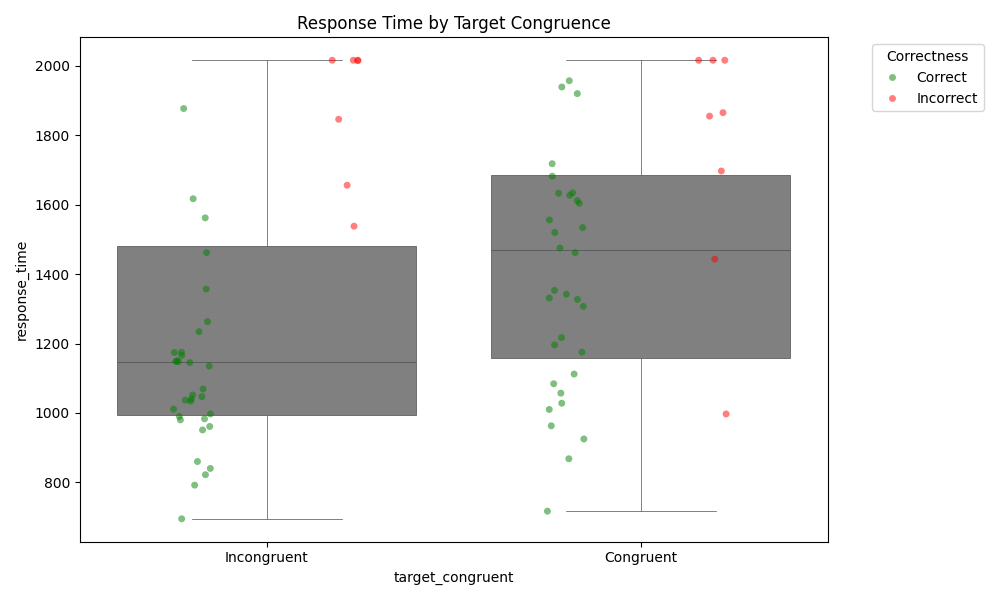 Response Time by Target Congruence
Correctness
Correct
Incorrect
response_time
2000
1800
1600
1400
1200
1000
800
Incongruent
Congruent
target_congruent